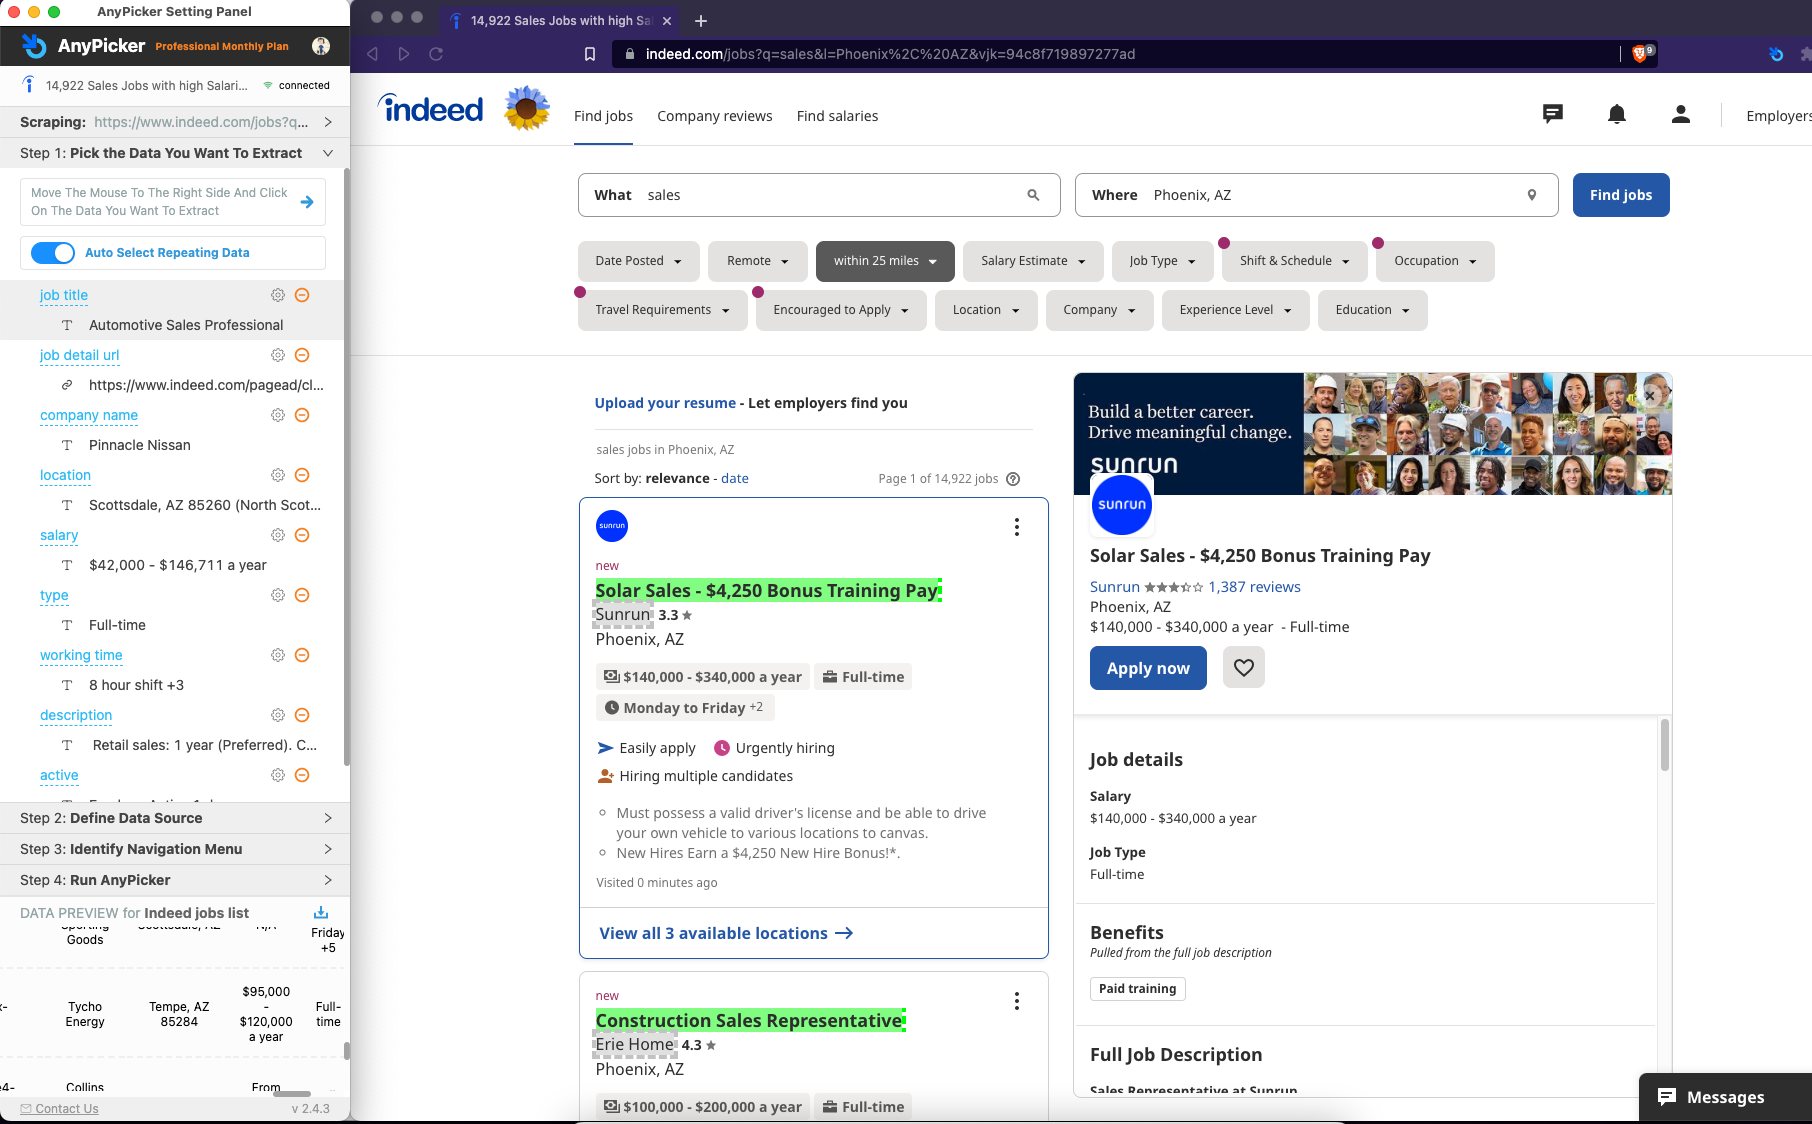 AnyPicker Setting Panel
AnyPicker Professional Monthly Plan
14,922 Sales Jobs with high Salari... connected
Scraping: https://www.indeed.com/jobs?q...
Step 1: Pick the Data You Want To Extract
Move The Mouse To The Right Side And Click
On The Data You Want To Extract
Auto Select Repeating Data
job title
T Automotive Sales Professional
job detail url
https://www.indeed.com/pagead/cl...
company name
T Pinnacle Nissan
location
T Scottsdale, AZ 85260 (North Scot...
salary
T $42,000 - $146,711 a year
type
T Full-time
working time
T 8 hour shift +3
description
T Retail sales: 1 year (Preferred). C...
active
Step 2: Define Data Source
Step 3: Identify Navigation Menu
Step 4: Run AnyPicker
DATA PREVIEW for Indeed jobs list
Sporting
Goods
Scottsdale, AZ
N/A
Friday
+5
Tycho
Energy
Tempe, AZ
85284
$95,000
-
$120,000
a year
Full-
time
Collins
From
Contact Us
v 2.4.3
14,922 Sales Jobs with high Sa
indeed.com/jobs?q=sales&l=Phoenix%2C%20AZ&vjk=94c8f719897277ad
9
indeed
Find jobs
Company reviews
Find salaries
Employers
What sales
Where Phoenix, AZ
Find jobs
Date Posted
Remote
within 25 miles
Salary Estimate
Job Type
Shift & Schedule
Occupation
Travel Requirements
Encouraged to Apply
Location
Company
Experience Level
Education
Upload your resume - Let employers find you
sales jobs in Phoenix, AZ
Sort by: relevance - date
Page 1 of 14,922 jobs
sunrun
new
Solar Sales - $4,250 Bonus Training Pay
Sunrun 3.3
Phoenix, AZ
$140,000 - $340,000 a year
Full-time
Monday to Friday +2
Easily apply
Urgently hiring
Hiring multiple candidates
Must possess a valid driver's license and be able to drive
your own vehicle to various locations to canvas.
New Hires Earn a $4,250 New Hire Bonus!*.
Visited 0 minutes ago
View all 3 available locations
new
Construction Sales Representative
Erie Home 4.3
Phoenix, AZ
$100,000 - $200,000 a year
Full-time
Build a better career.
Drive meaningful change.
sunrun
sunrun
Solar Sales - $4,250 Bonus Training Pay
Sunrun 1,387 reviews
Phoenix, AZ
$140,000 - $340,000 a year - Full-time
Apply now
Job details
Salary
$140,000 - $340,000 a year
Job Type
Full-time
Benefits
Pulled from the full job description
Paid training
Full Job Description
Sales Representative at Sunrun
Messages